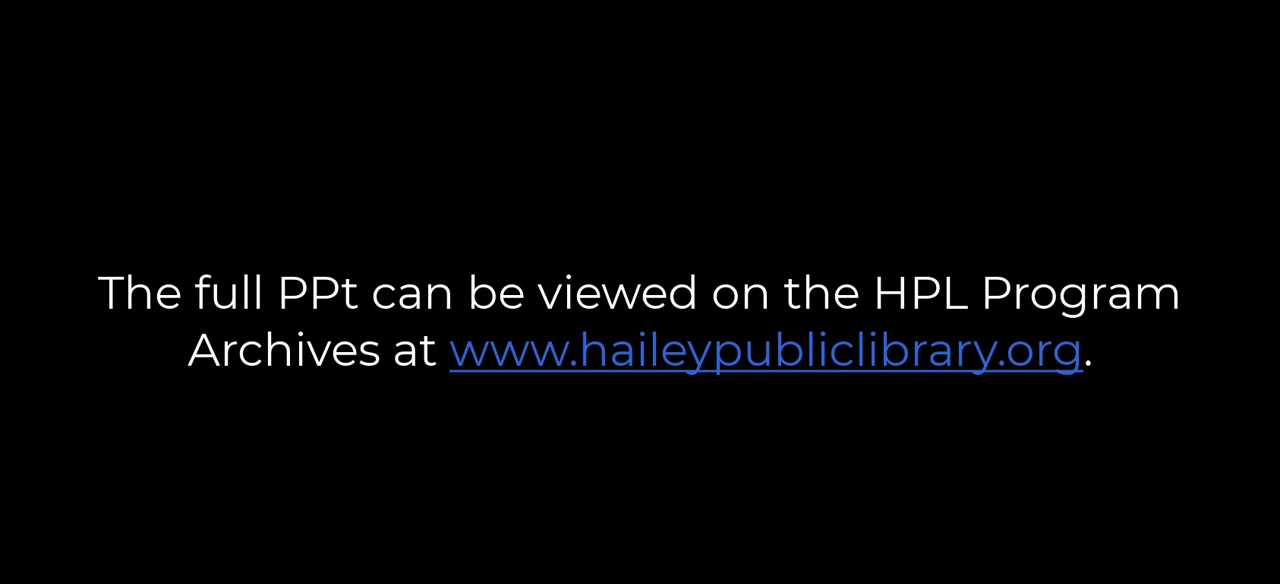 The full PPt can be viewed on the HPL Program
Archives at www.haileypubliclibrary.org.